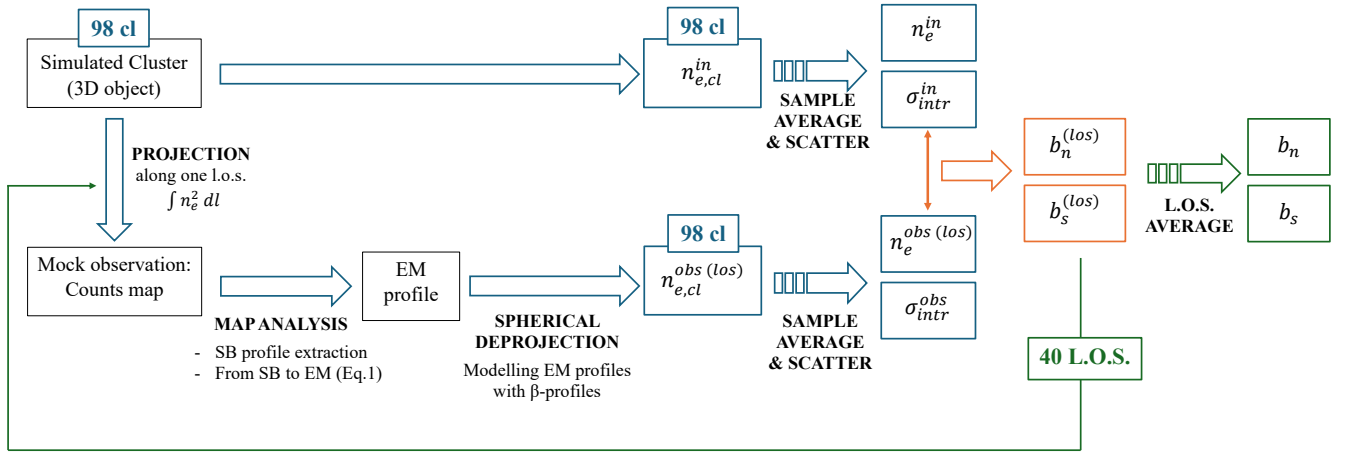 98 cl
Simulated Cluster
(3D object)
98 cl
n_{e,cl}^{in}
SAMPLE
AVERAGE
& SCATTER
n_e^{in}
σ_{intr}^{in}
PROJECTION
along one l.o.s.
∫ n_e^2 dl
b_n^{(los)}
b_s^{(los)}
L.O.S.
AVERAGE
b_n
b_s
Mock observation:
Counts map
MAP ANALYSIS
- SB profile extraction
- From SB to EM (Eq.1)
EM
profile
SPHERICAL
DEPROJECTION
Modelling EM profiles
with β-profiles
98 cl
n_{e,cl}^{obs (los)}
SAMPLE
AVERAGE
& SCATTER
n_e^{obs (los)}
σ_{intr}^{obs}
40 L.O.S.